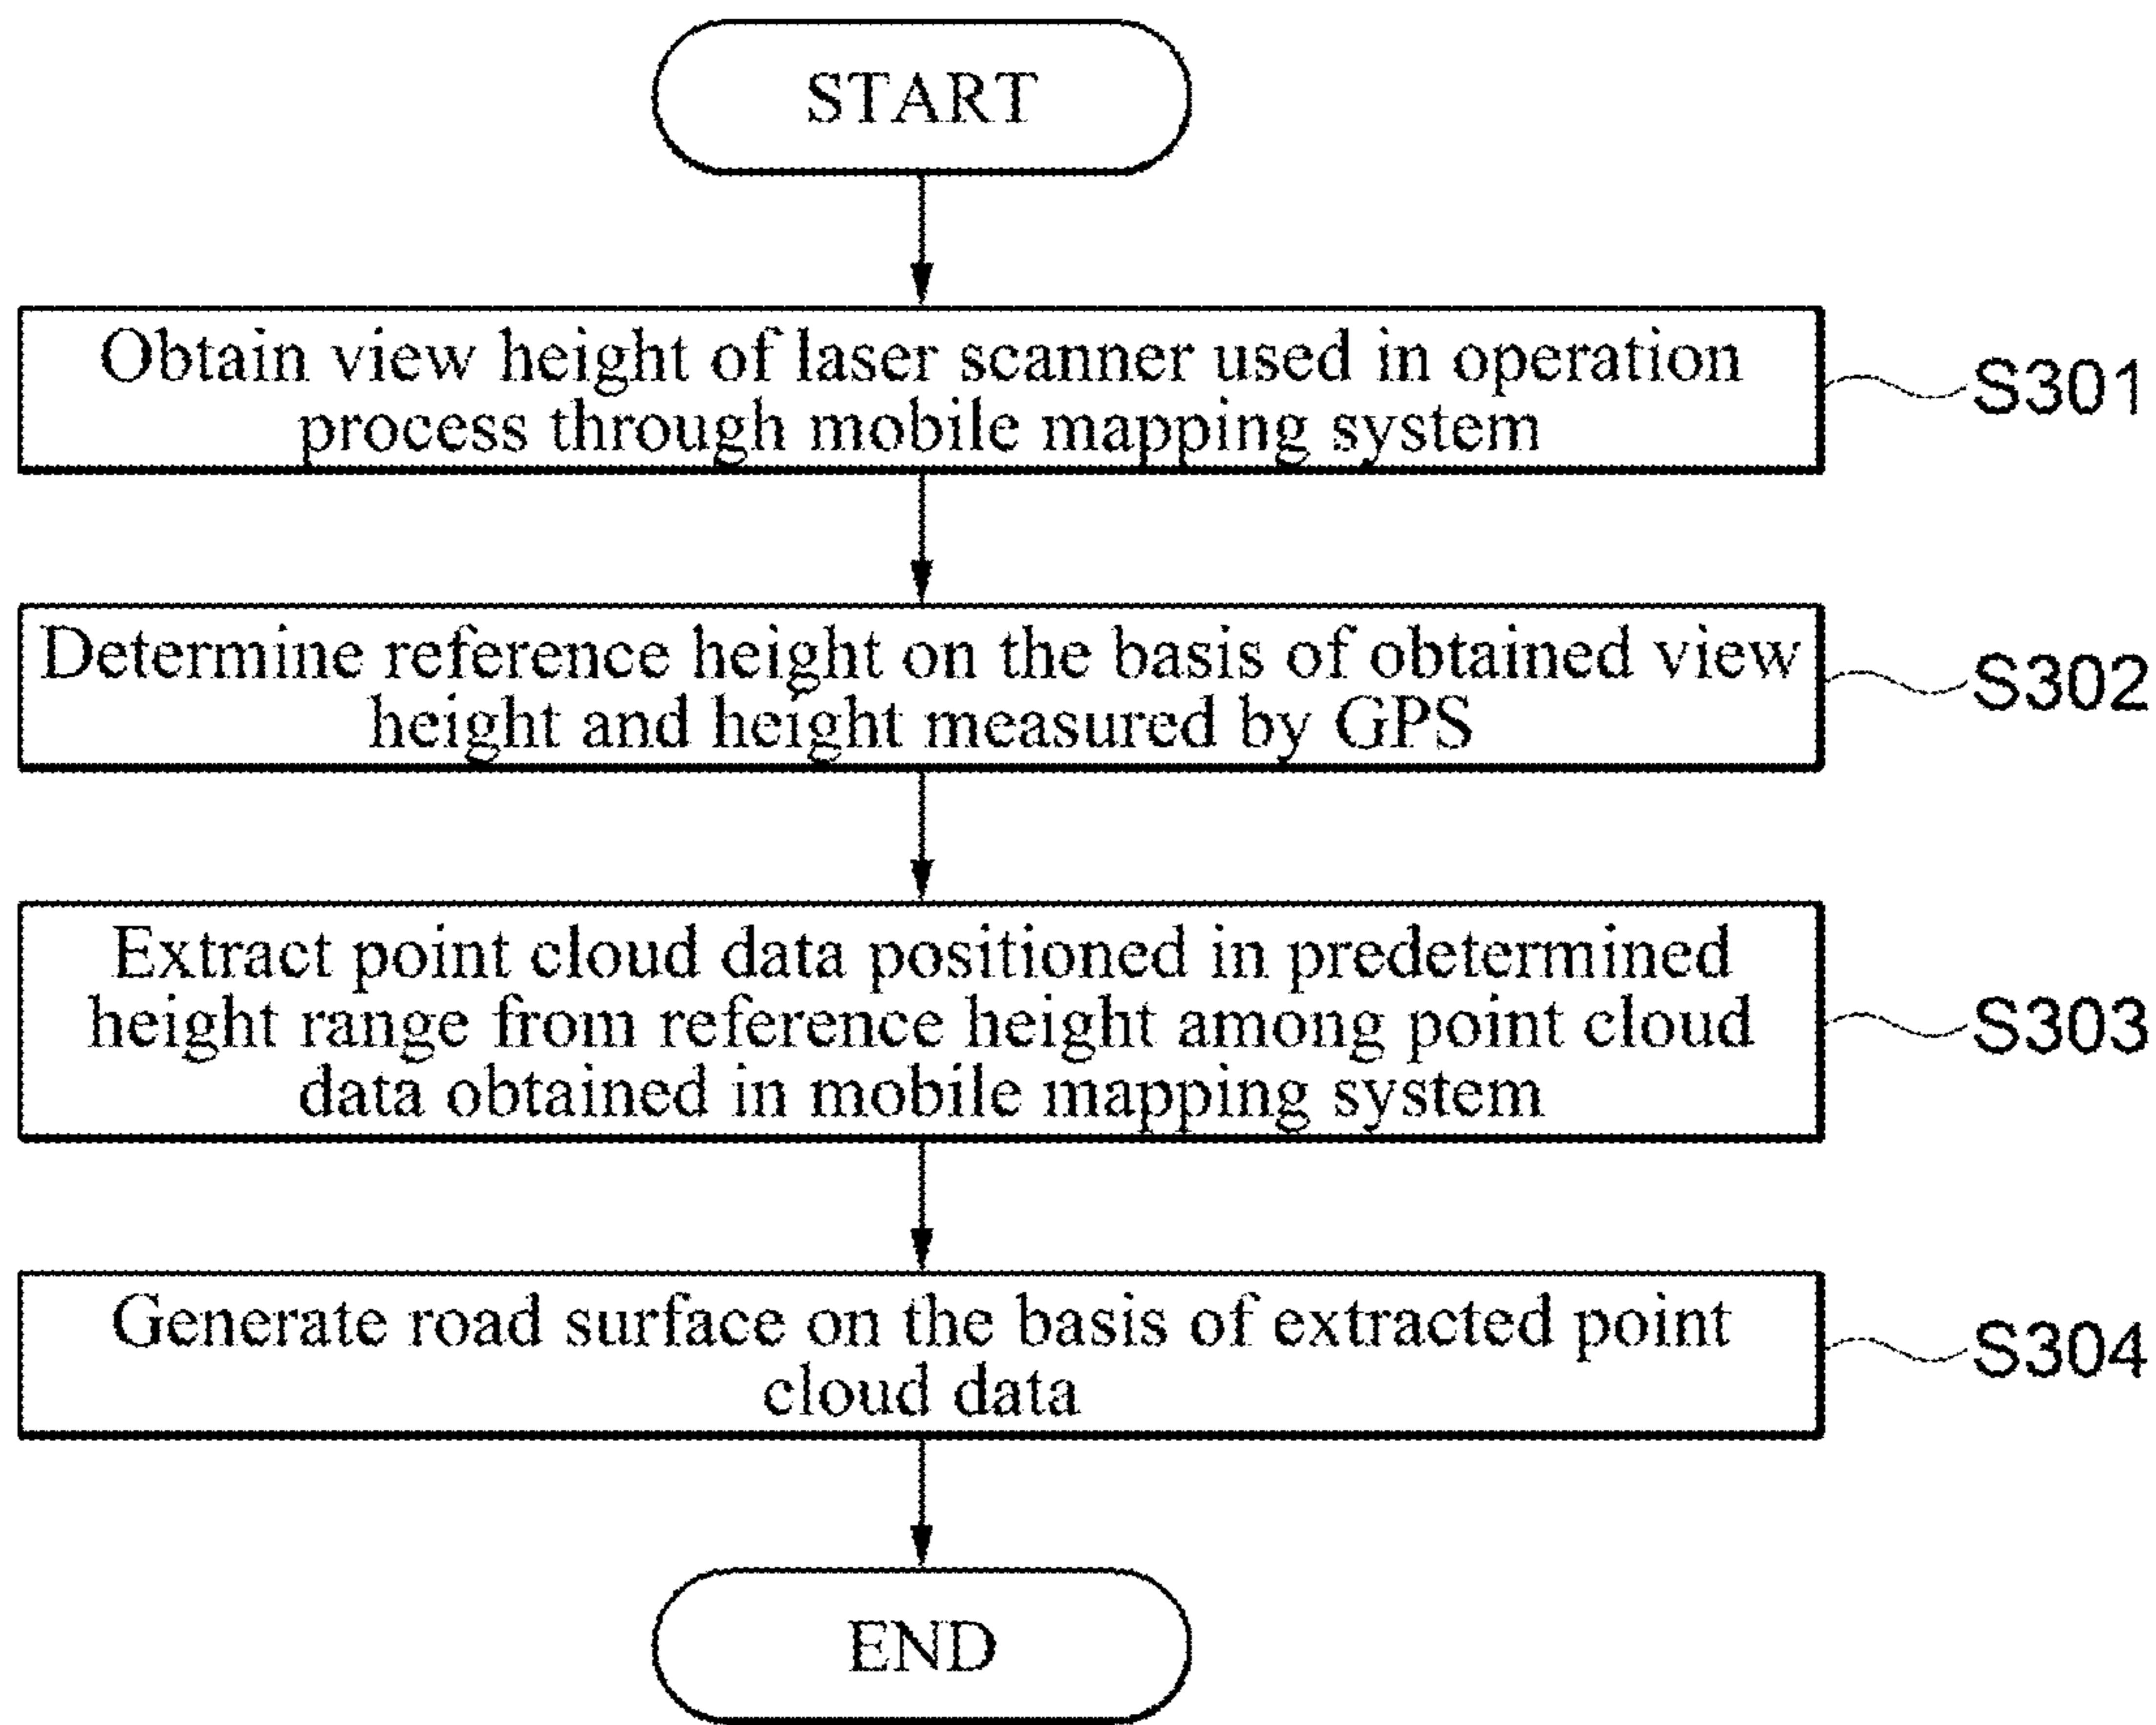 START
Obtain view height of laser scanner used in operation
process through mobile mapping system
S301
Determine reference height on the basis of obtained view
height and height measured by GPS
S302
Extract point cloud data positioned in predetermined
height range from reference height among point cloud
data obtained in mobile mapping system
S303
Generate road surface on the basis of extracted point
cloud data
S304
END